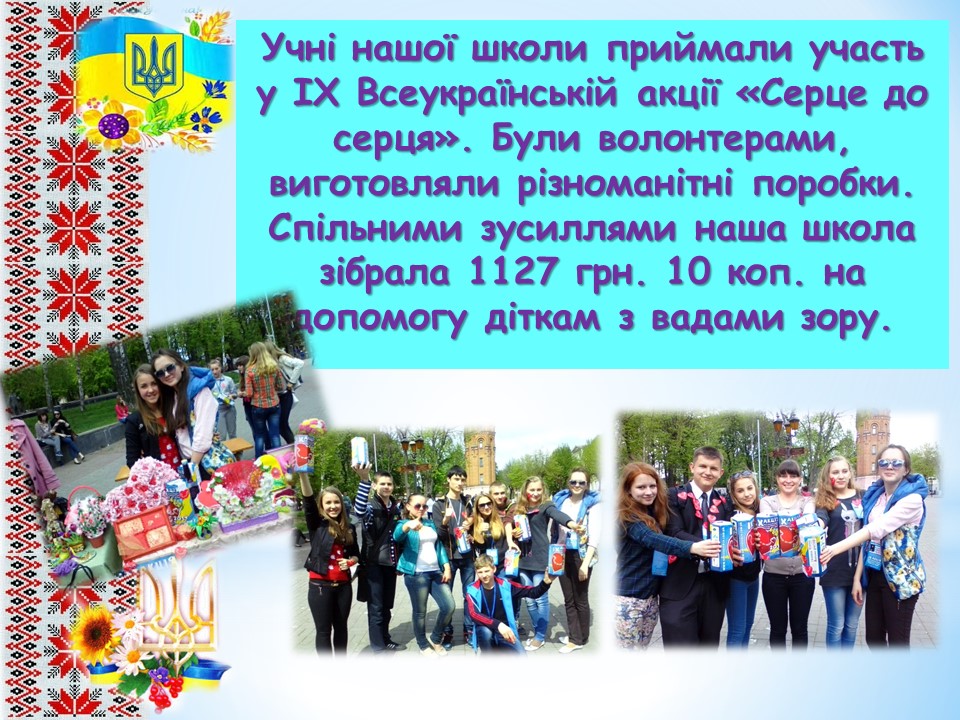 Учні нашої школи приймали участь
у ІХ Всеукраїнській акції «Серце до
серця». Були волонтерами,
виготовляли різноманітні поробки.
Спільними зусиллями наша школа
зібрала 1127 грн. 10 коп. на
допомогу діткам з вадами зору.